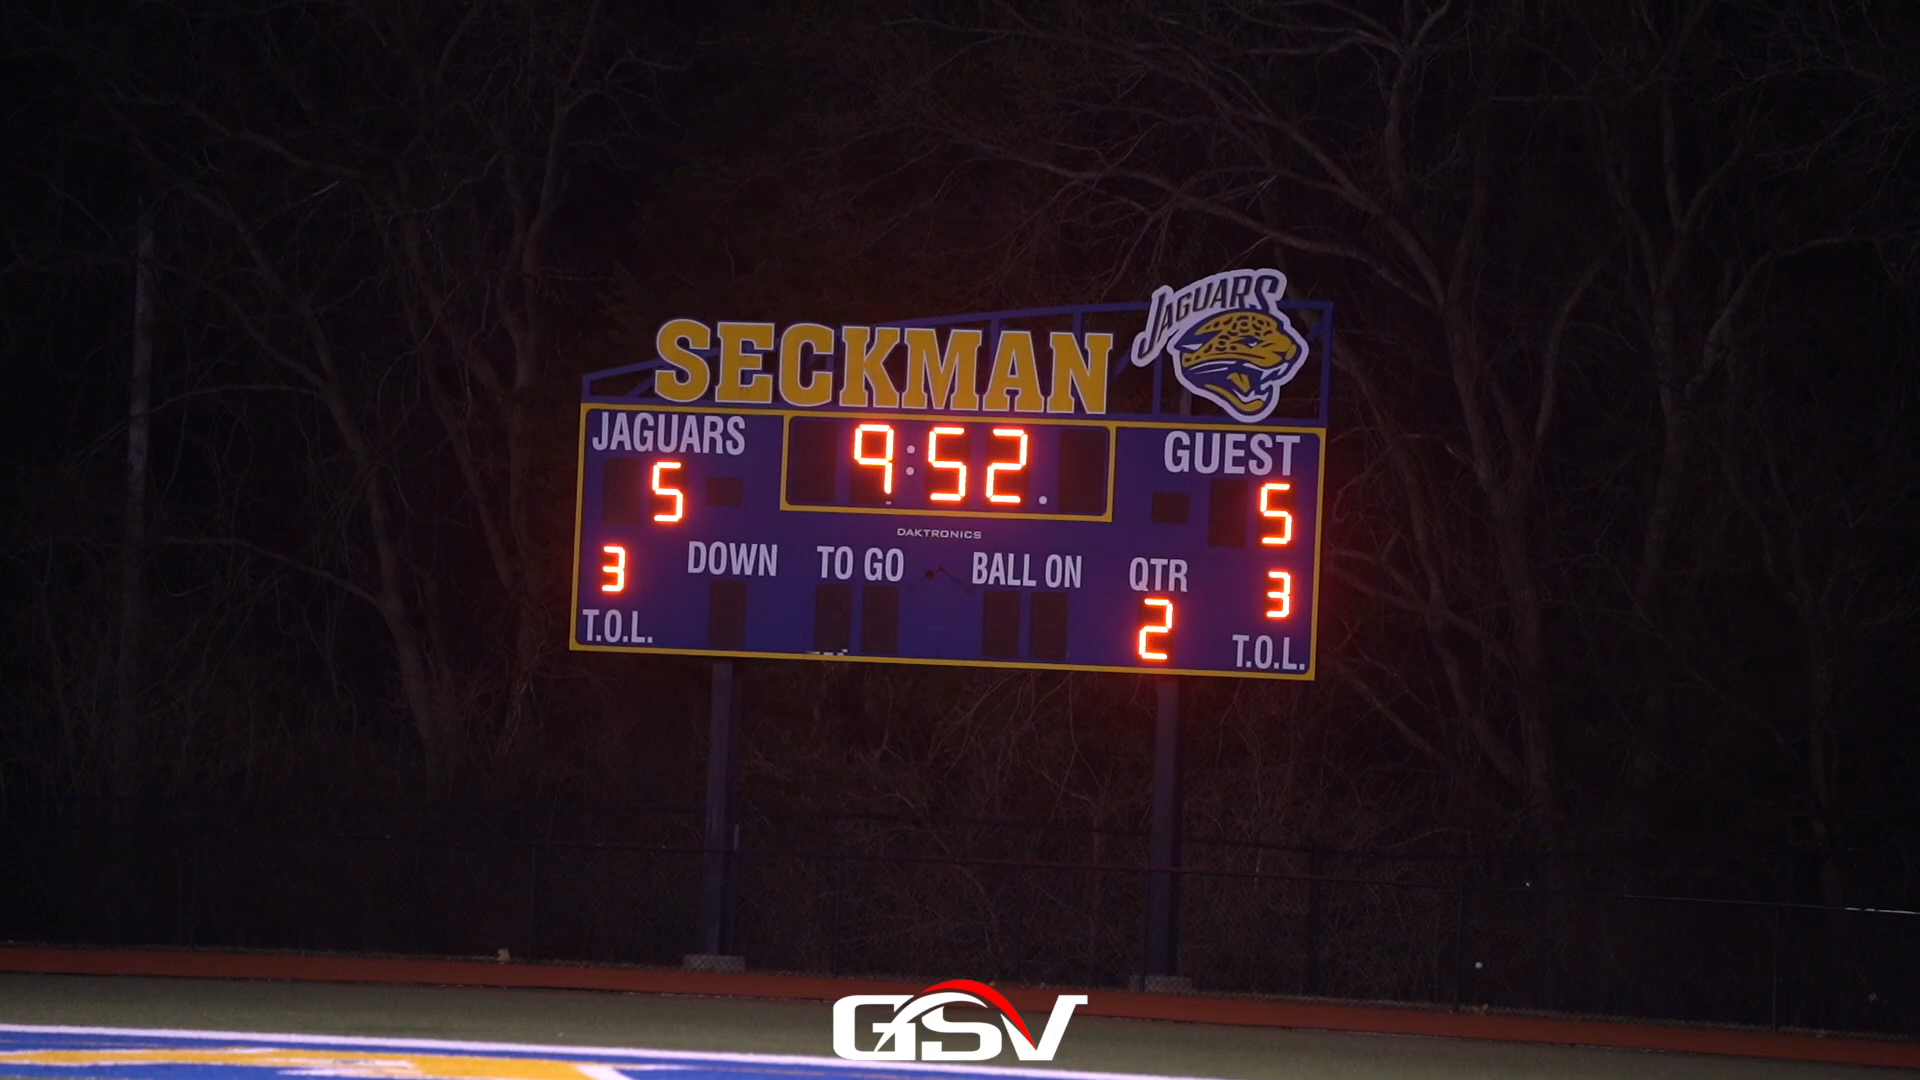 JAGUARS
SECKMAN
JAGUARS
9:52
GUEST
5
5
DAKTRONICS
3
DOWN
TO GO
BALL ON
QTR
3
T.O.L.
2
T.O.L.
GSV